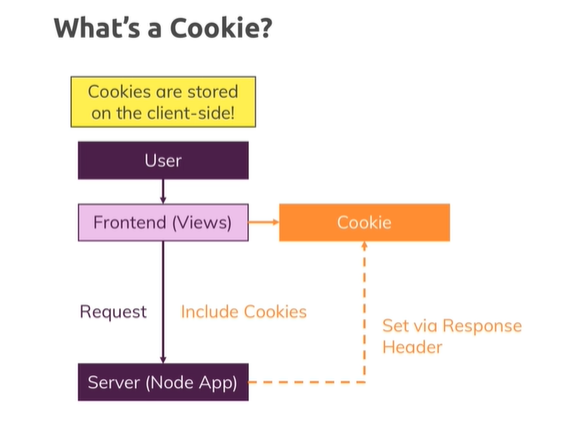 What's a Cookie?
Cookies are stored
on the client-side!
User
Frontend (Views)
Cookie
Request
Include Cookies
Set via Response
Header
Server (Node App)